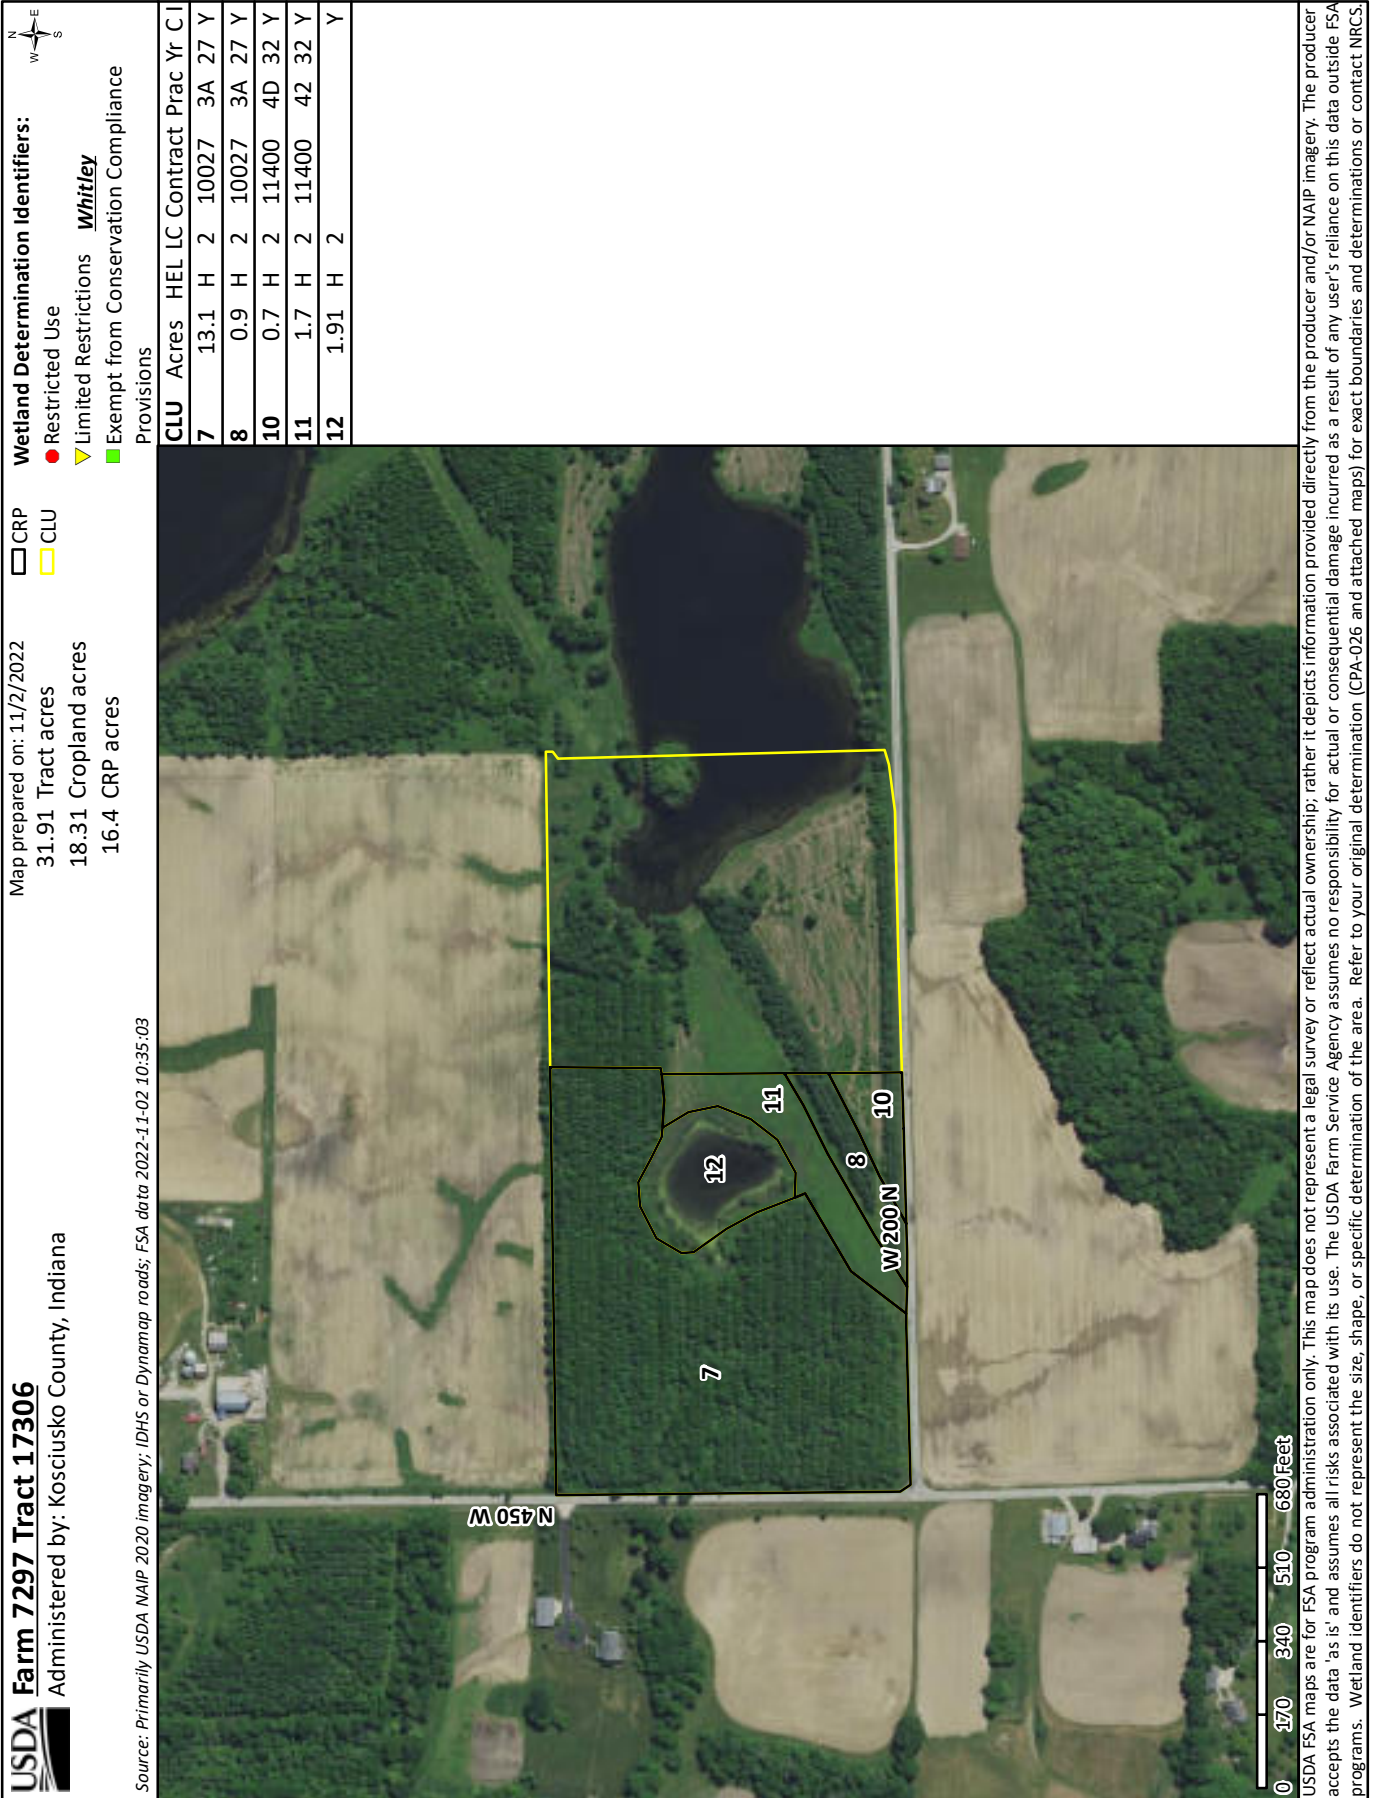 USDA
Farm 7297 Tract 17306
Administered by: Kosciusko County, Indiana
Source: Primarily USDA NAIP 2020 imagery; IDHS or Dynamap roads; FSA data 2022-11-02 10:35:03
Map prepared on: 11/2/2022
31.91 Tract acres
18.31 Cropland acres
16.4 CRP acres
CRP
CLU
Wetland Determination Identifiers:
Restricted Use
Limited Restrictions Whitley
Exempt from Conservation Compliance
Provisions
N
E
S
W
CLU Acres HEL LC Contract Prac Yr C I
7 13.1 H 2 10027 3A 27 Y
8 0.9 H 2 10027 3A 27 Y
10 0.7 H 2 11400 4D 32 Y
11 1.7 H 2 11400 42 32 Y
12 1.91 H 2 Y
N 450 W
7
12
11
8
10
W 200 N
0 170 340 510 680 Feet
USDA FSA maps are for FSA program administration only. This map does not represent a legal survey or reflect actual ownership; rather it depicts information provided directly from the producer and/or NAIP imagery. The producer
accepts the data 'as is' and assumes all risks associated with its use. The USDA Farm Service Agency assumes no responsibility for actual or consequential damage incurred as a result of any user's reliance on this data outside FSA
programs. Wetland identifiers do not represent the size, shape, or specific determination of the area. Refer to your original determination (CPA-026 and attached maps) for exact boundaries and determinations or contact NRCS.